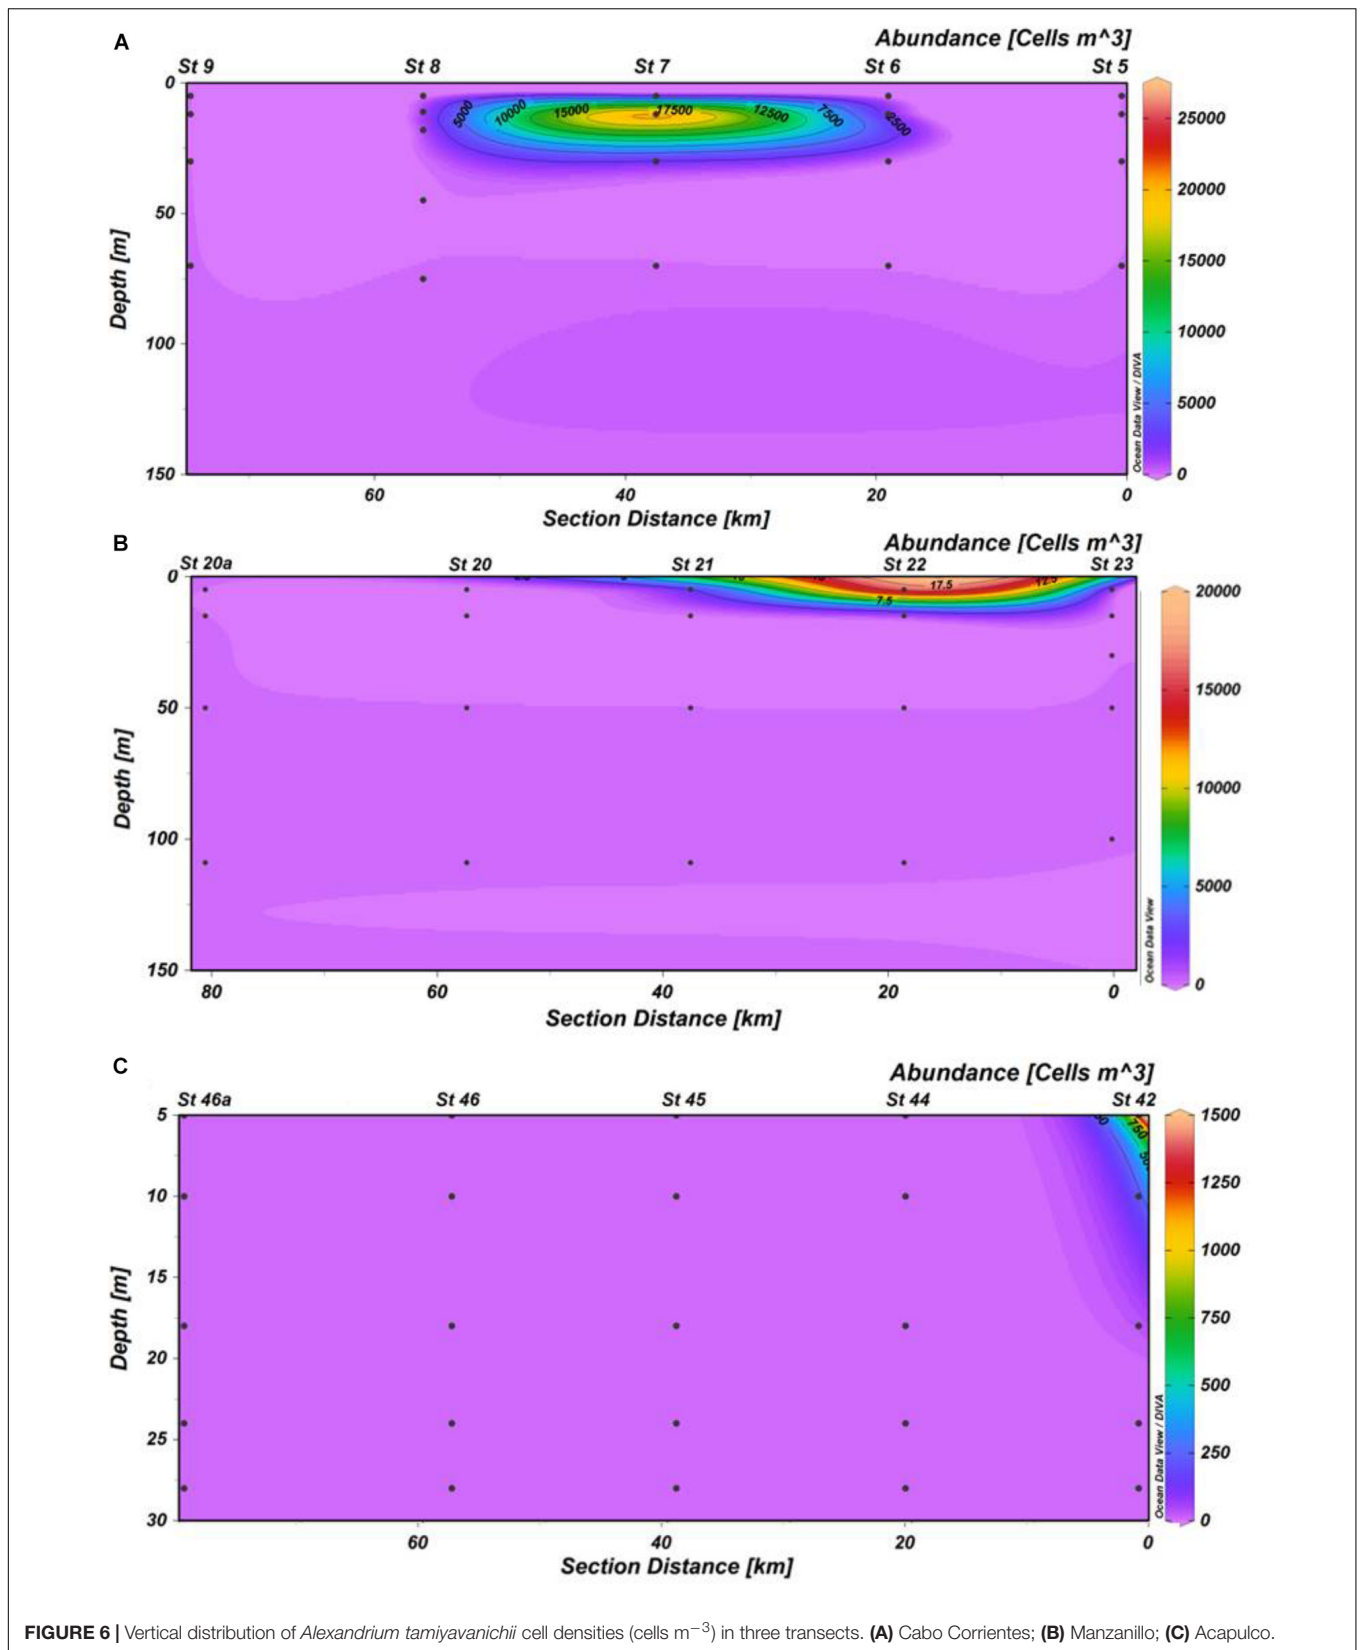 A
Abundance [Cells m^3]
St 9 St 8 St 7 St 6 St 5
0
50
100
150
Depth [m]
5000 10000 15000 17500 12500 7500 2500
60 40 20 0
Section Distance [km]
25000
20000
15000
10000
5000
0
Ocean Data View / DIVA
B
Abundance [Cells m^3]
St 20a St 20 St 21 St 22 St 23
0
50
100
150
Depth [m]
17.5 12.5
7.5
80 60 40 20 0
Section Distance [km]
20000
15000
10000
5000
0
Ocean Data View
C
Abundance [Cells m^3]
St 46a St 46 St 45 St 44 St 42
5
10
15
20
25
30
Depth [m]
750
60 40 20 0
Section Distance [km]
1500
1250
1000
750
500
250
0
Ocean Data View / DIVA
FIGURE 6 | Vertical distribution of Alexandrium tamiyavanichii cell densities (cells m−3) in three transects. (A) Cabo Corrientes; (B) Manzanillo; (C) Acapulco.